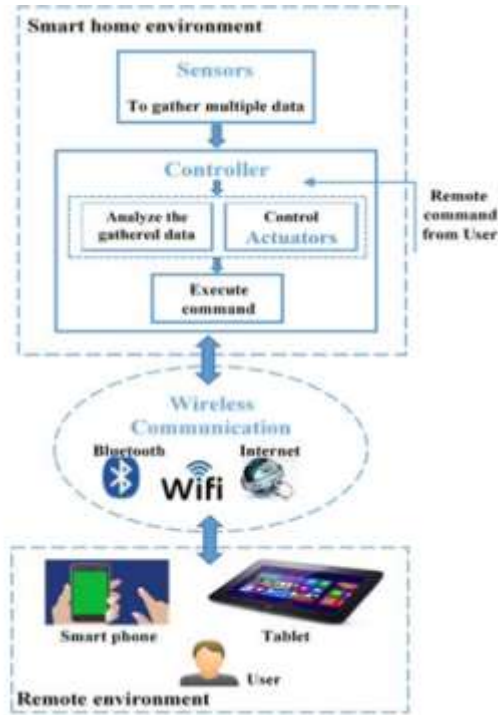 Smart home environment
Sensors
To gather multiple data
Controller
Analyze the
gathered data
Control
Actuators
Remote
command
from User
Execute
command
Wireless
Communication
Bluetooth
Wifi
Internet
Smart phone
Tablet
User
Remote environment